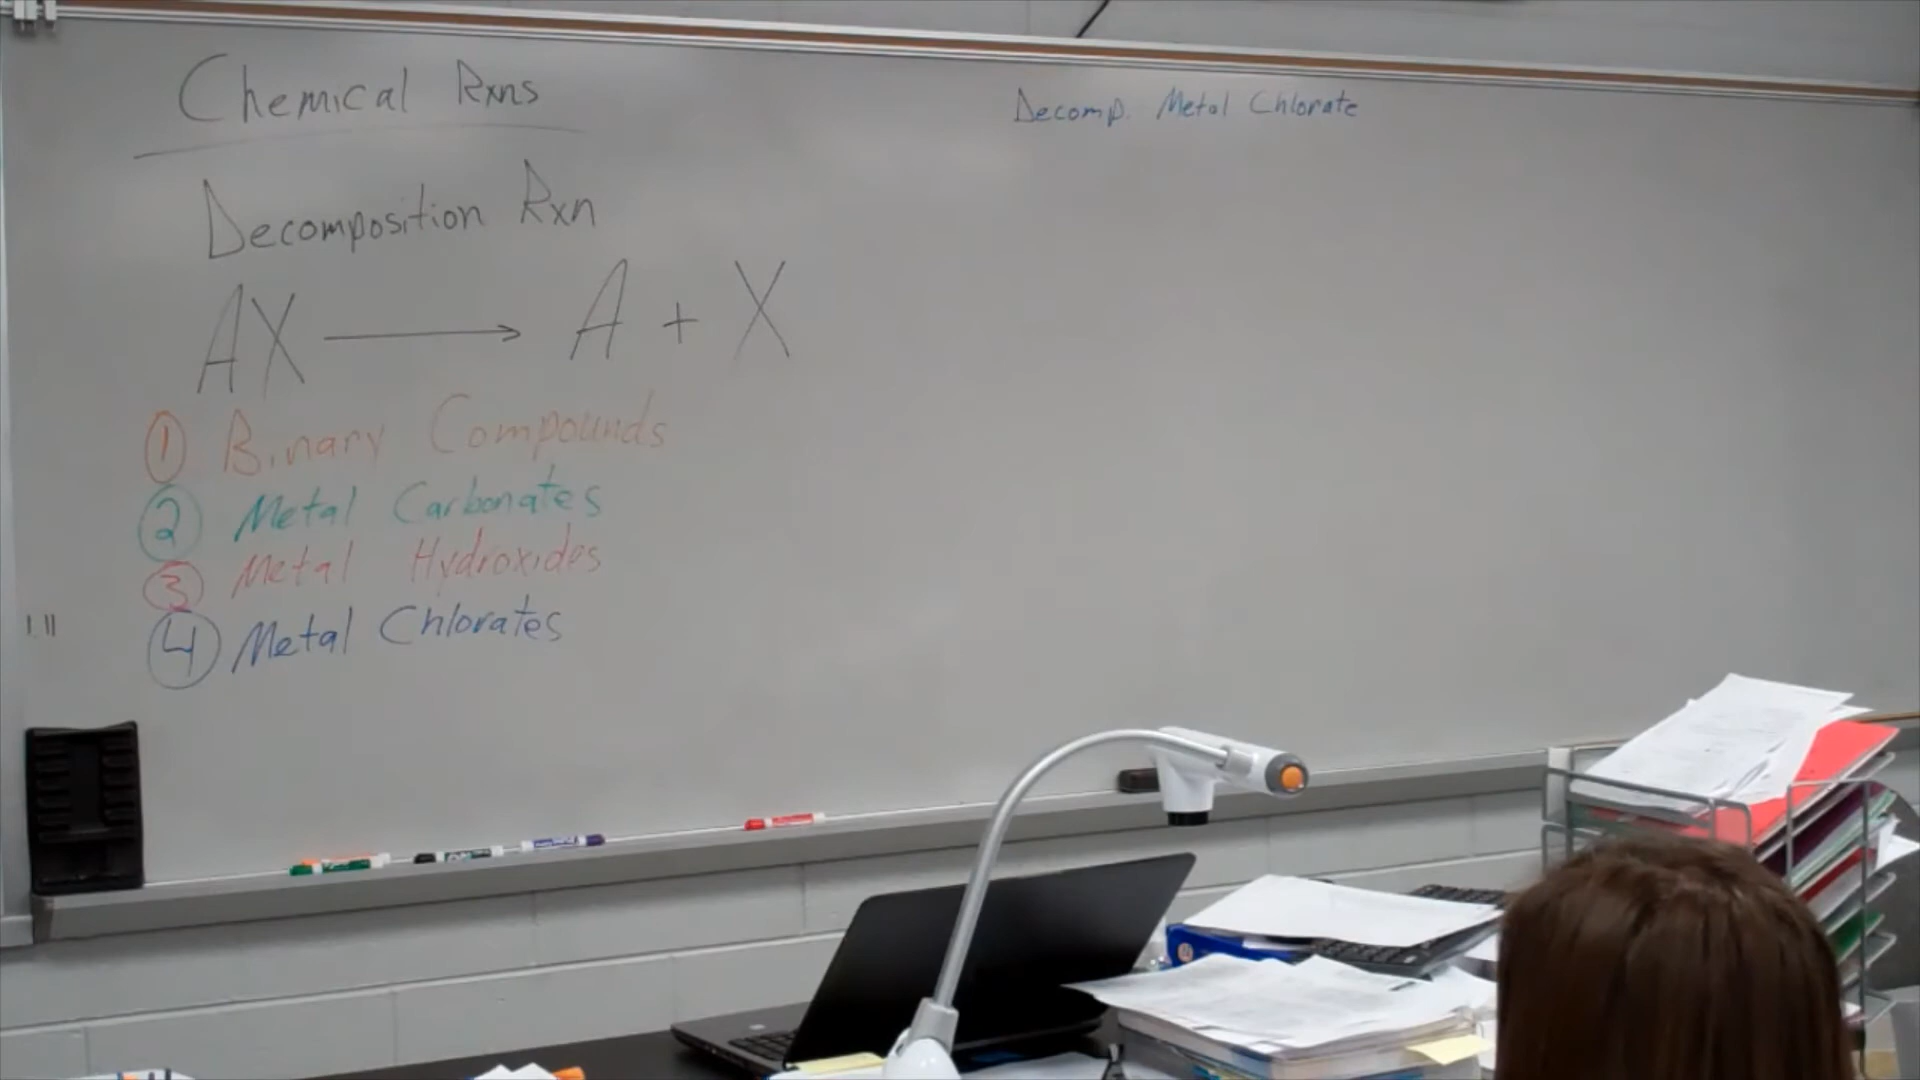 Chemical Rxns
Decomposition Rxn
AX → A + X
① Binary Compounds
② Metal Carbonates
③ Metal Hydroxides
④ Metal Chlorates
Decomp. Metal Chlorate